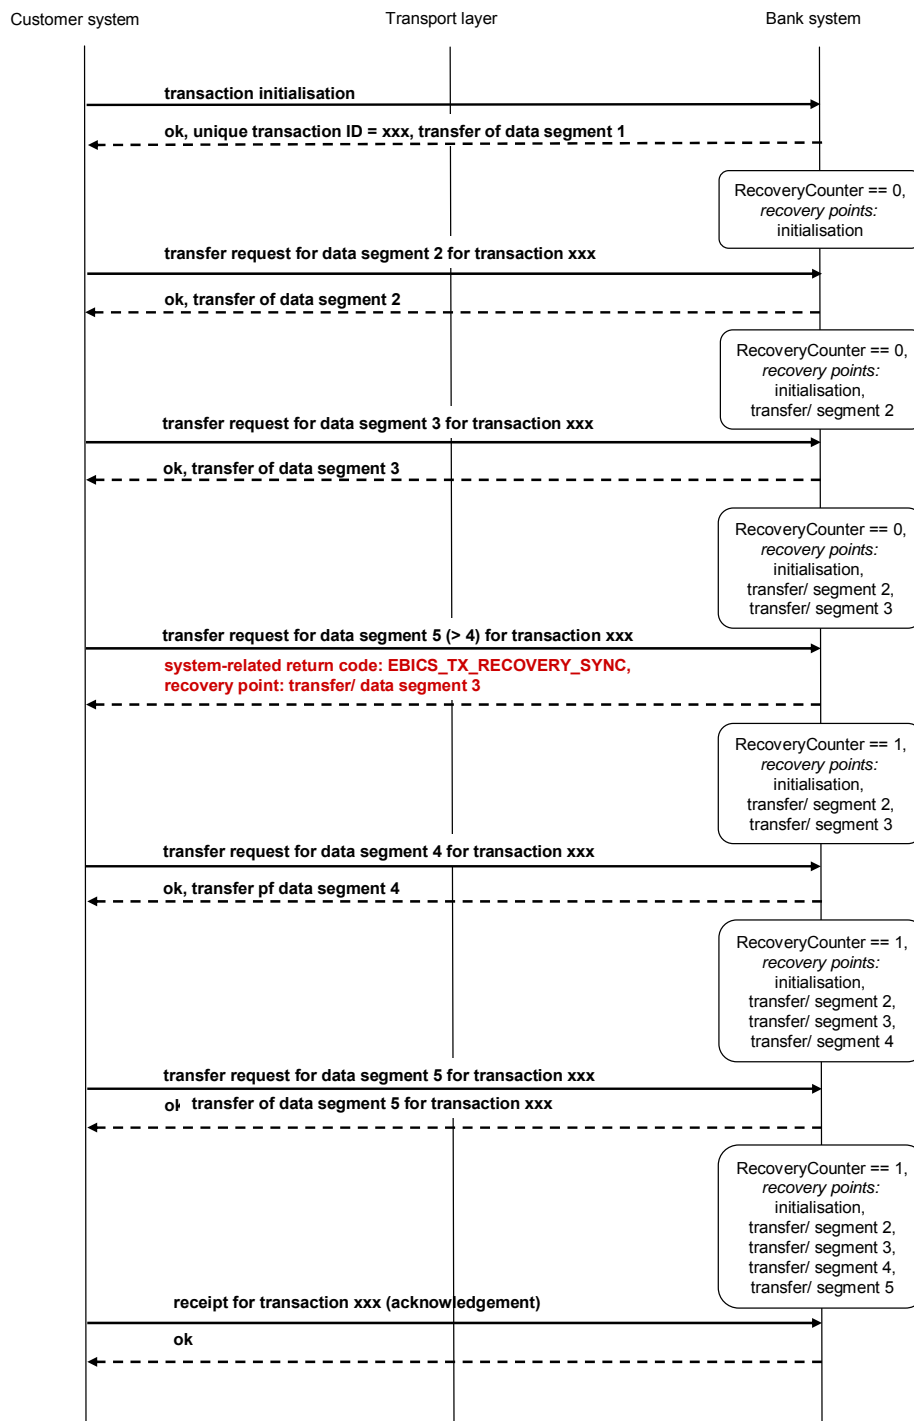 Customer system
Transport layer
Bank system
transaction initialisation
ok, unique transaction ID = xxx, transfer of data segment 1
RecoveryCounter == 0,
recovery points:
initialisation
transfer request for data segment 2 for transaction xxx
ok, transfer of data segment 2
RecoveryCounter == 0,
recovery points:
initialisation,
transfer/ segment 2
transfer request for data segment 3 for transaction xxx
ok, transfer of data segment 3
RecoveryCounter == 0,
recovery points:
initialisation,
transfer/ segment 2,
transfer/ segment 3
transfer request for data segment 5 (> 4) for transaction xxx
system-related return code: EBICS_TX_RECOVERY_SYNC,
recovery point: transfer/ data segment 3
RecoveryCounter == 1,
recovery points:
initialisation,
transfer/ segment 2,
transfer/ segment 3
transfer request for data segment 4 for transaction xxx
ok, transfer pf data segment 4
RecoveryCounter == 1,
recovery points:
initialisation,
transfer/ segment 2,
transfer/ segment 3,
transfer/ segment 4
transfer request for data segment 5 for transaction xxx
ok transfer of data segment 5 for transaction xxx
RecoveryCounter == 1,
recovery points:
initialisation,
transfer/ segment 2,
transfer/ segment 3,
transfer/ segment 4,
transfer/ segment 5
receipt for transaction xxx (acknowledgement)
ok